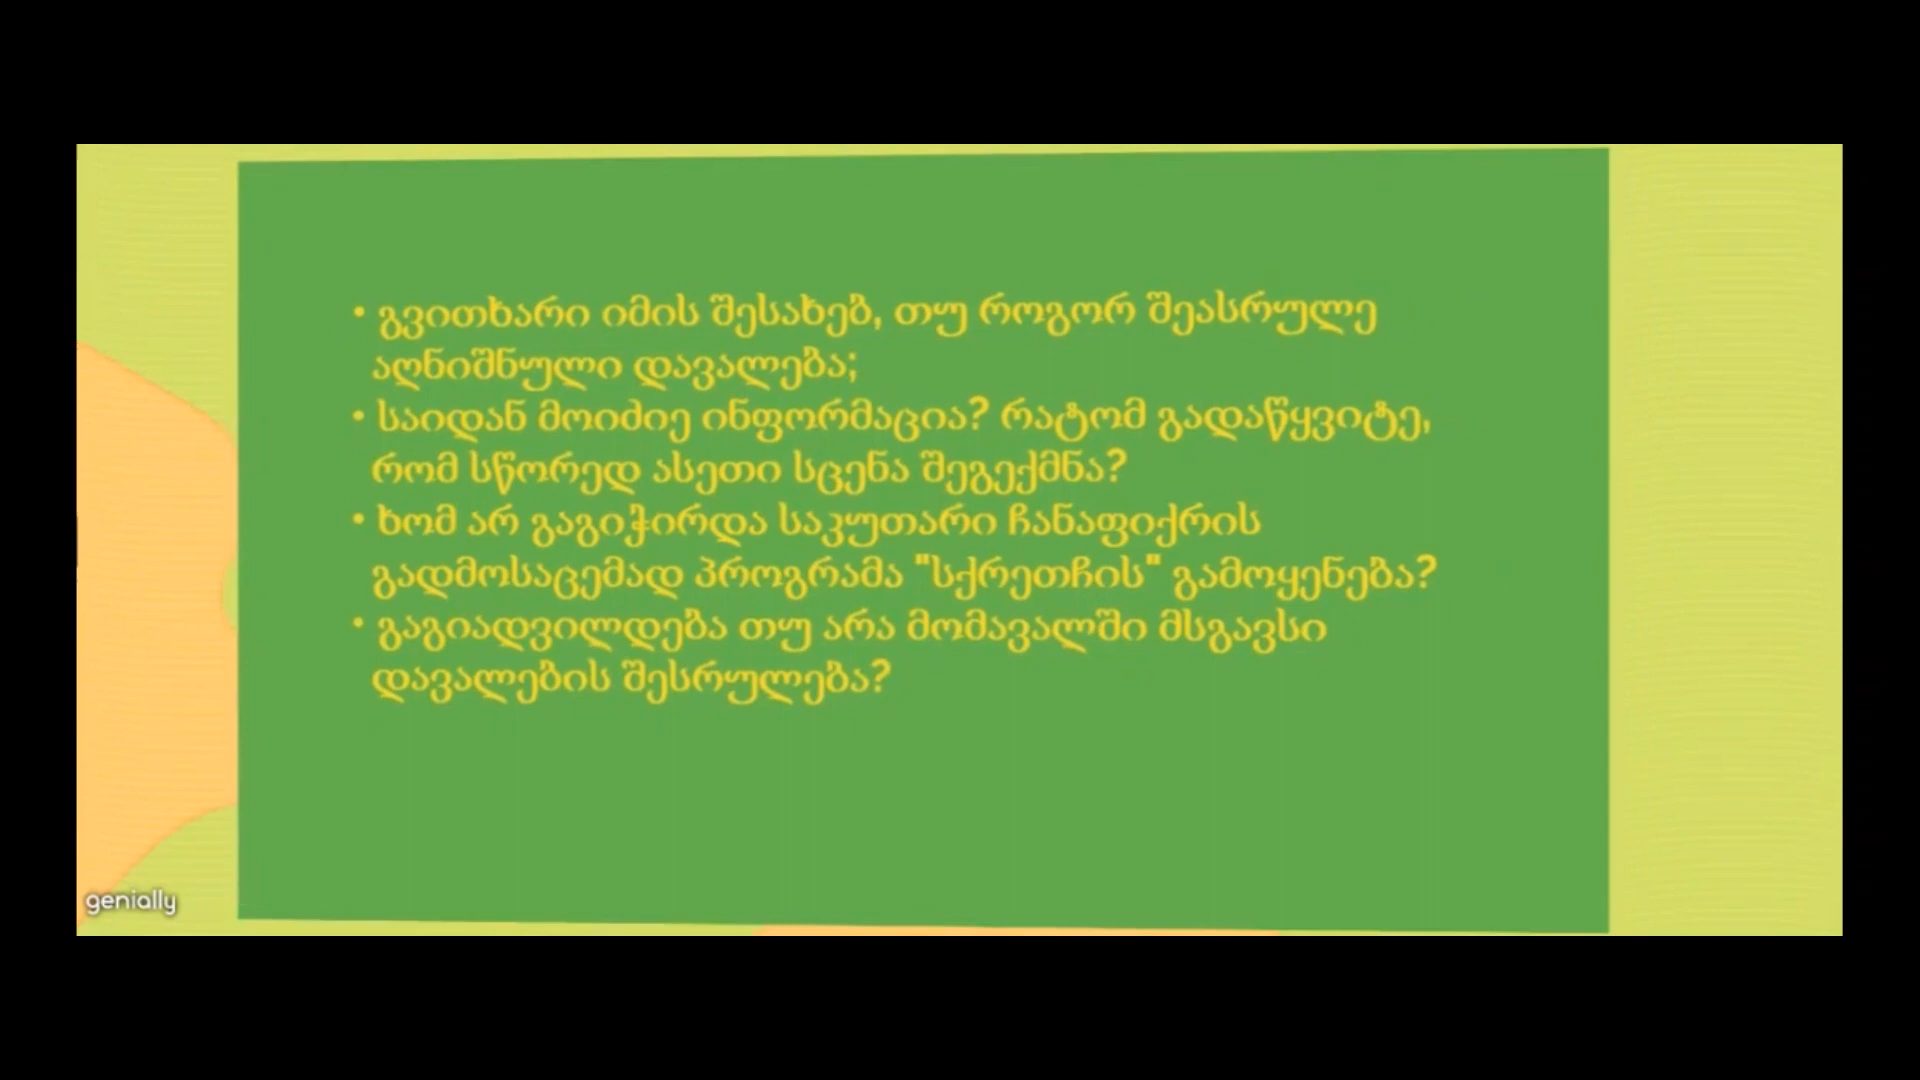 • გვითხარი იმის შესახებ, თუ როგორ შეასრულე
აღნიშნული დავალება;
• საიდან მოიძიე ინფორმაცია? რატომ გადაწყვიტე,
რომ სწორედ ასეთი სცენა შეგექმნა?
• ხომ არ გაგიჭირდა საკუთარი ჩანაფიქრის
გადმოსაცემად პროგრამა "სქრეთჩის" გამოყენება?
• გაგიადვილდება თუ არა მომავალში მსგავსი
დავალების შესრულება?
genially